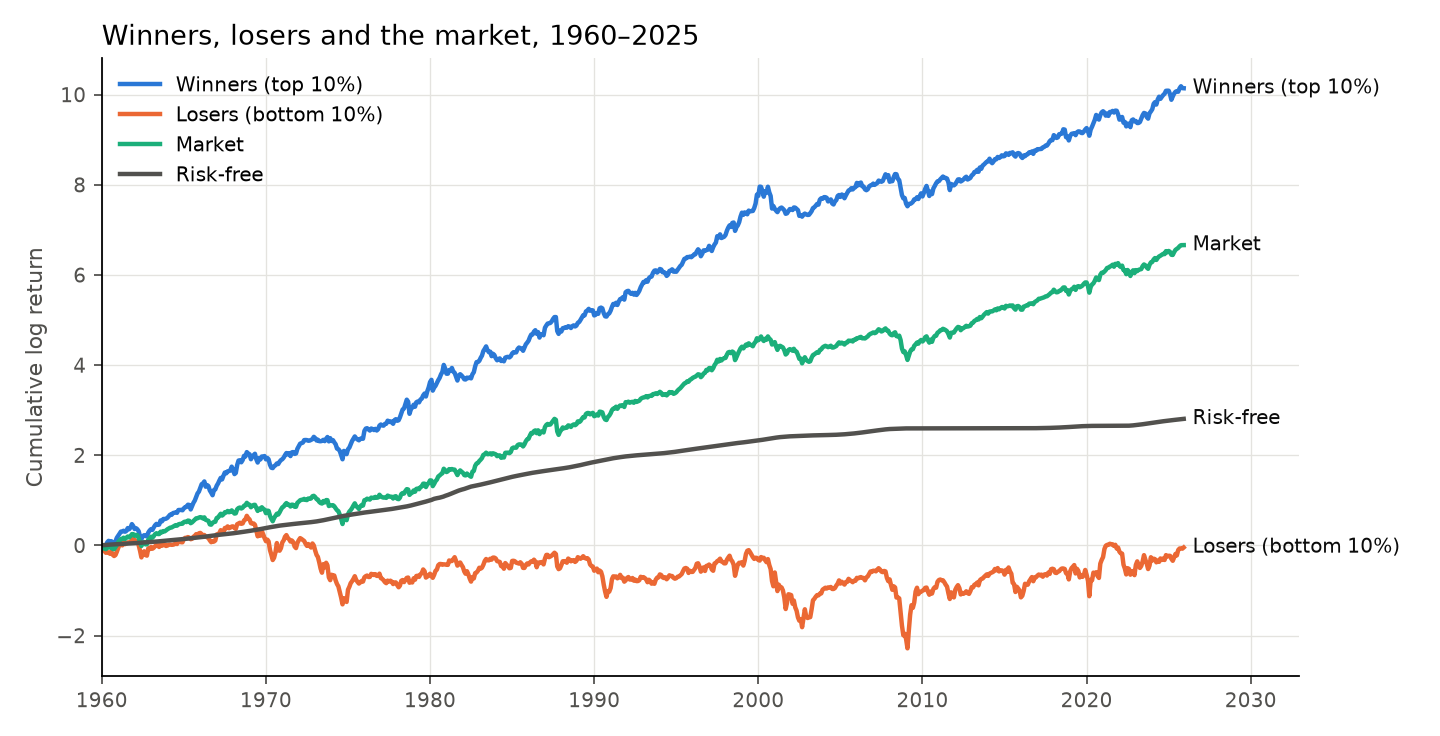 Winners, losers and the market, 1960–2025
Winners (top 10%)
Losers (bottom 10%)
Market
Risk-free
Cumulative log return
10
8
6
4
2
0
−2
Winners (top 10%)
Market
Risk-free
Losers (bottom 10%)
1960 1970 1980 1990 2000 2010 2020 2030